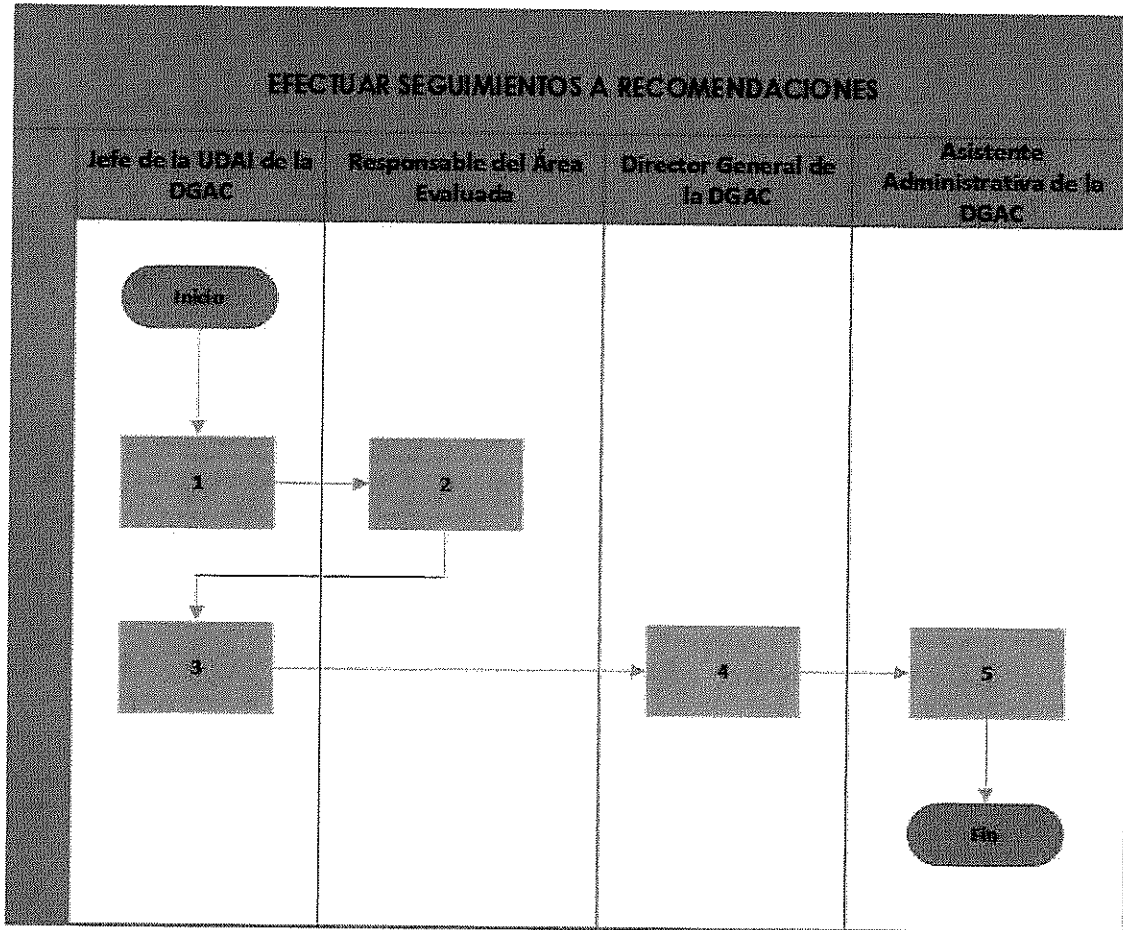 EFECTUAR SEGUIMIENTOS A RECOMENDACIONES
Jefe de la UDAI de la
DGAC
Responsable del Área
Evaluada
Director General de
la DGAC
Asistente
Administrativa de la
DGAC
Inicio
1
2
3
4
5
Fin